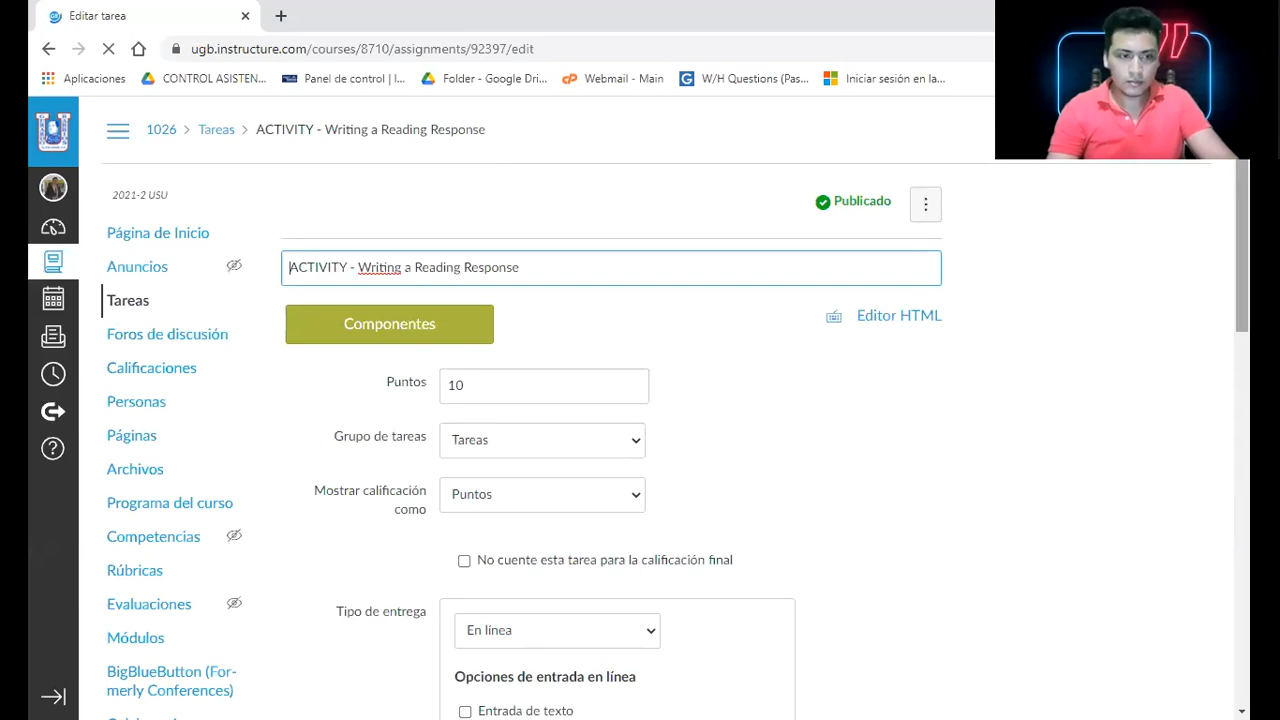 Editar tarea
ugb.instructure.com/courses/8710/assignments/92397/edit
Aplicaciones CONTROL ASISTEN... Panel de control | I... Folder - Google Dri... Webmail - Main W/H Questions (Pas... Iniciar sesión en la...
1026 > Tareas > ACTIVITY - Writing a Reading Response
2021-2 USU
Publicado
Página de Inicio
Anuncios
Tareas
Foros de discusión
Calificaciones
Personas
Páginas
Archivos
Programa del curso
Competencias
Rúbricas
Evaluaciones
Módulos
BigBlueButton (For-
merly Conferences)
ACTIVITY - Writing a Reading Response
Componentes
Editor HTML
Puntos 10
Grupo de tareas Tareas
Mostrar calificación
como
Puntos
No cuente esta tarea para la calificación final
Tipo de entrega
En línea
Opciones de entrada en línea
Entrada de texto